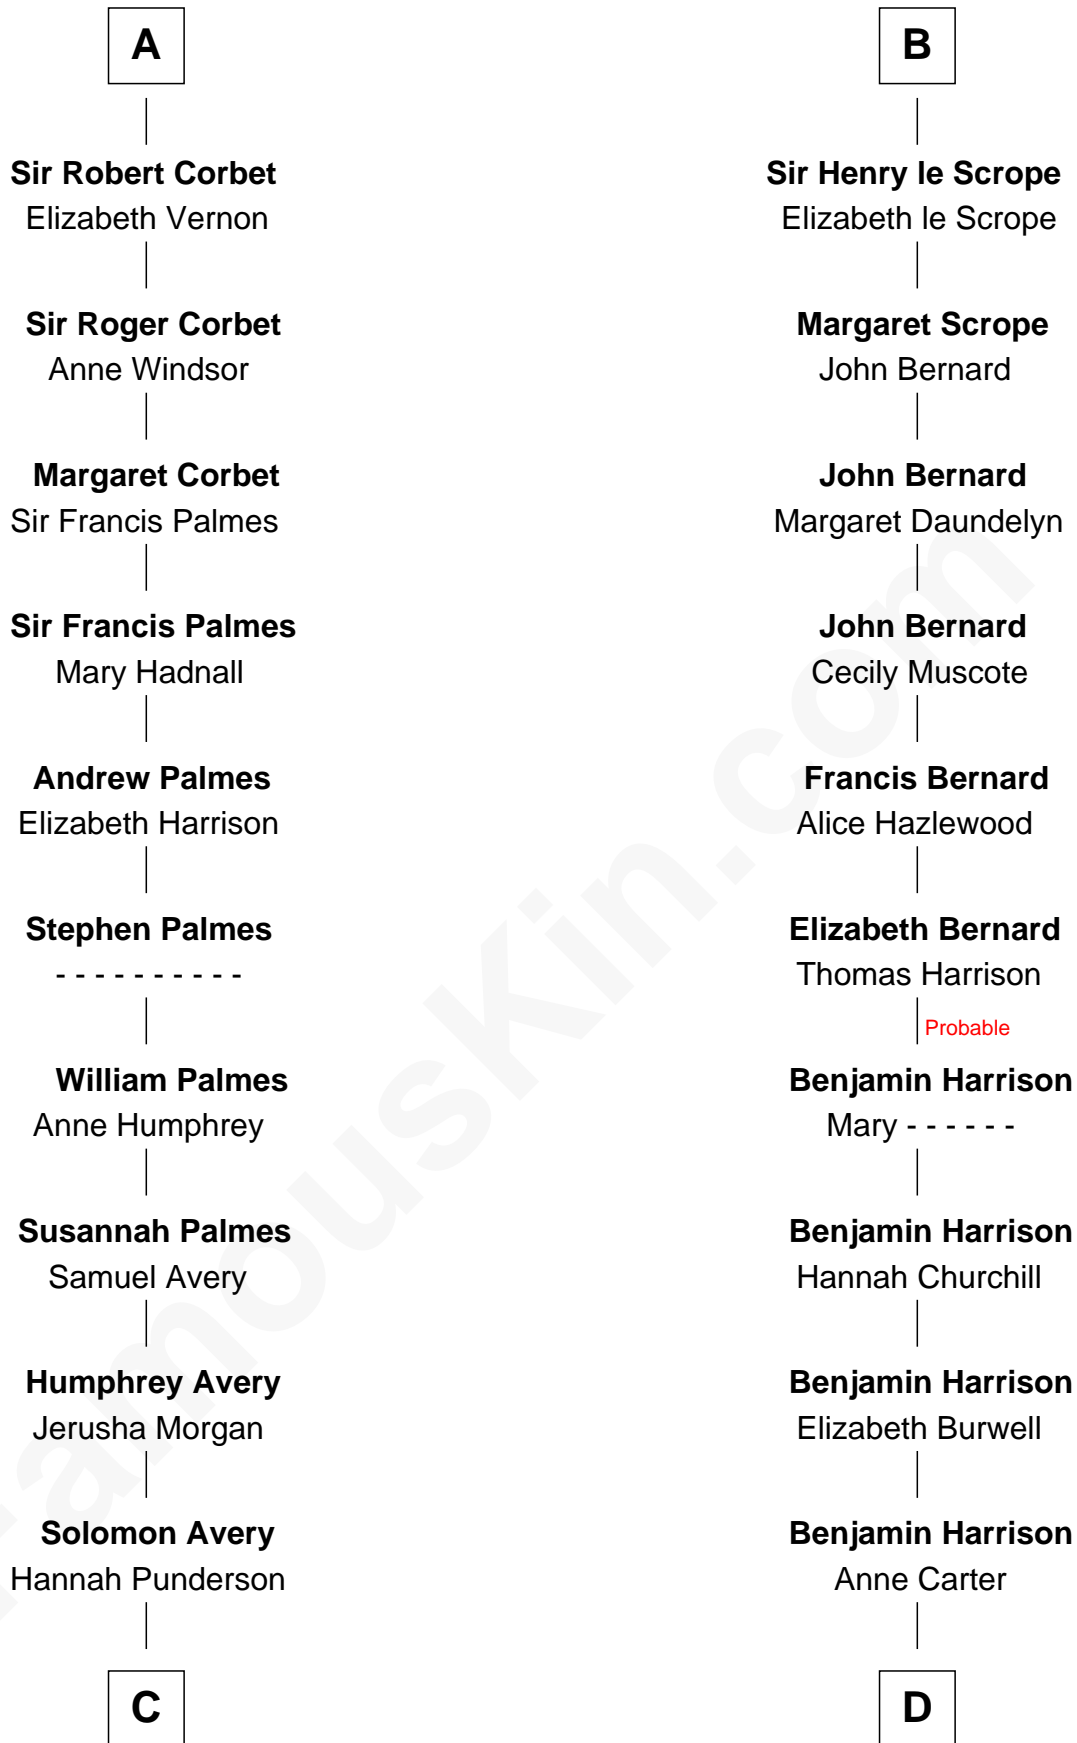 A
Sir Robert Corbet
Elizabeth Vernon
Sir Roger Corbet
Anne Windsor
Margaret Corbet
Sir Francis Palmes
Sir Francis Palmes
Mary Hadnall
Andrew Palmes
Elizabeth Harrison
Stephen Palmes
- - - - - - - - - -
William Palmes
Anne Humphrey
Susannah Palmes
Samuel Avery
Humphrey Avery
Jerusha Morgan
Solomon Avery
Hannah Punderson
C
B
Sir Henry le Scrope
Elizabeth le Scrope
Margaret Scrope
John Bernard
John Bernard
Margaret Daundelyn
John Bernard
Cecily Muscote
Francis Bernard
Alice Hazlewood
Elizabeth Bernard
Thomas Harrison
Probable
Benjamin Harrison
Mary - - - - - -
Benjamin Harrison
Hannah Churchill
Benjamin Harrison
Elizabeth Burwell
Benjamin Harrison
Anne Carter
D
FamousKin.com